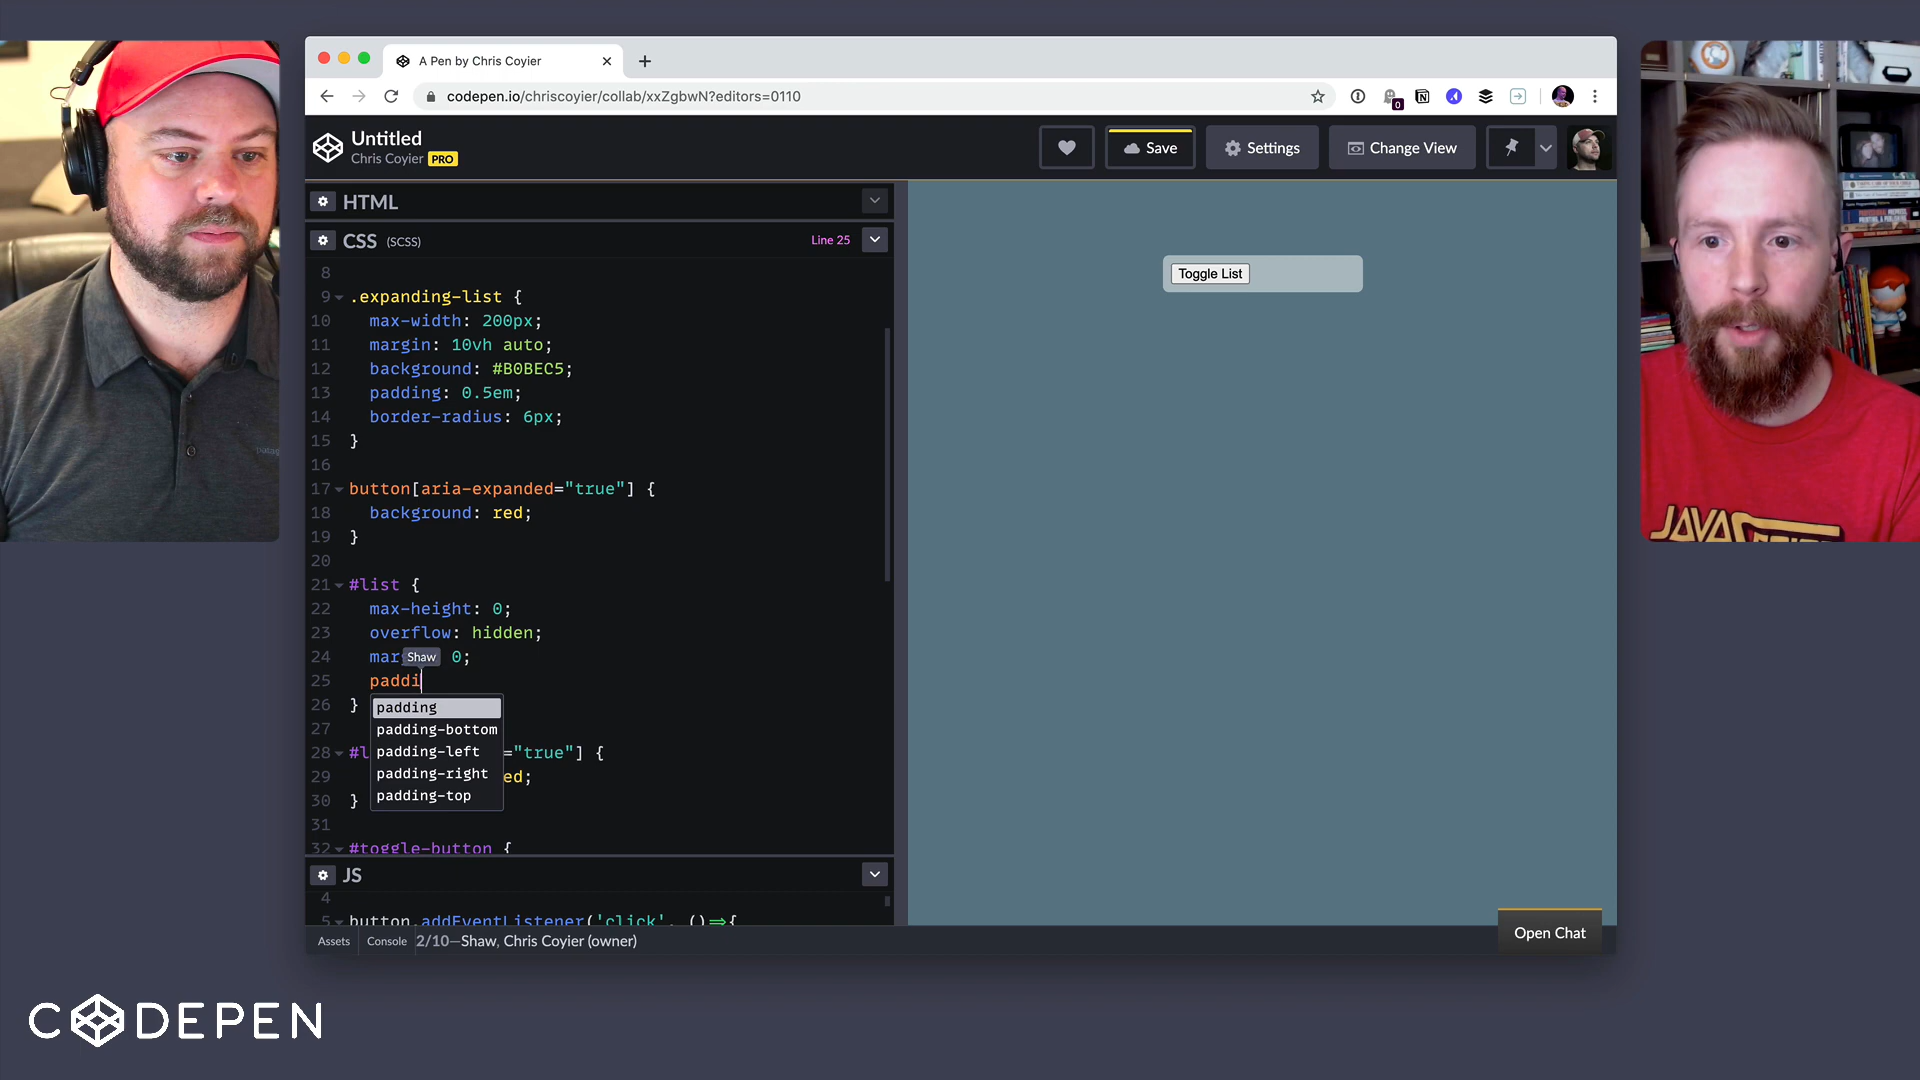 A Pen by Chris Coyier
codepen.io/chriscoyier/collab/xxZgbwN?editors=0110
0
Untitled
Chris Coyier PRO
Save
Settings
Change View
HTML
CSS (SCSS)
Line 25
8
9 .expanding-list {
10 max-width: 200px;
11 margin: 10vh auto;
12 background: #B0BEC5;
13 padding: 0.5em;
14 border-radius: 6px;
15 }
16
17 button[aria-expanded="true"] {
18 background: red;
19 }
20
21 #list {
22 max-height: 0;
23 overflow: hidden;
24 mar Shaw 0;
25 paddi
26 }
padding
27
padding-bottom
28 #l ="true"] {
padding-left
29 ed;
padding-right
30 }
padding-top
31
32 #toggle-button {
JS
4
5 button.addEventListener('click', ()=>{
Assets
Console
2/10—Shaw, Chris Coyier (owner)
Toggle List
Open Chat
CODEPEN